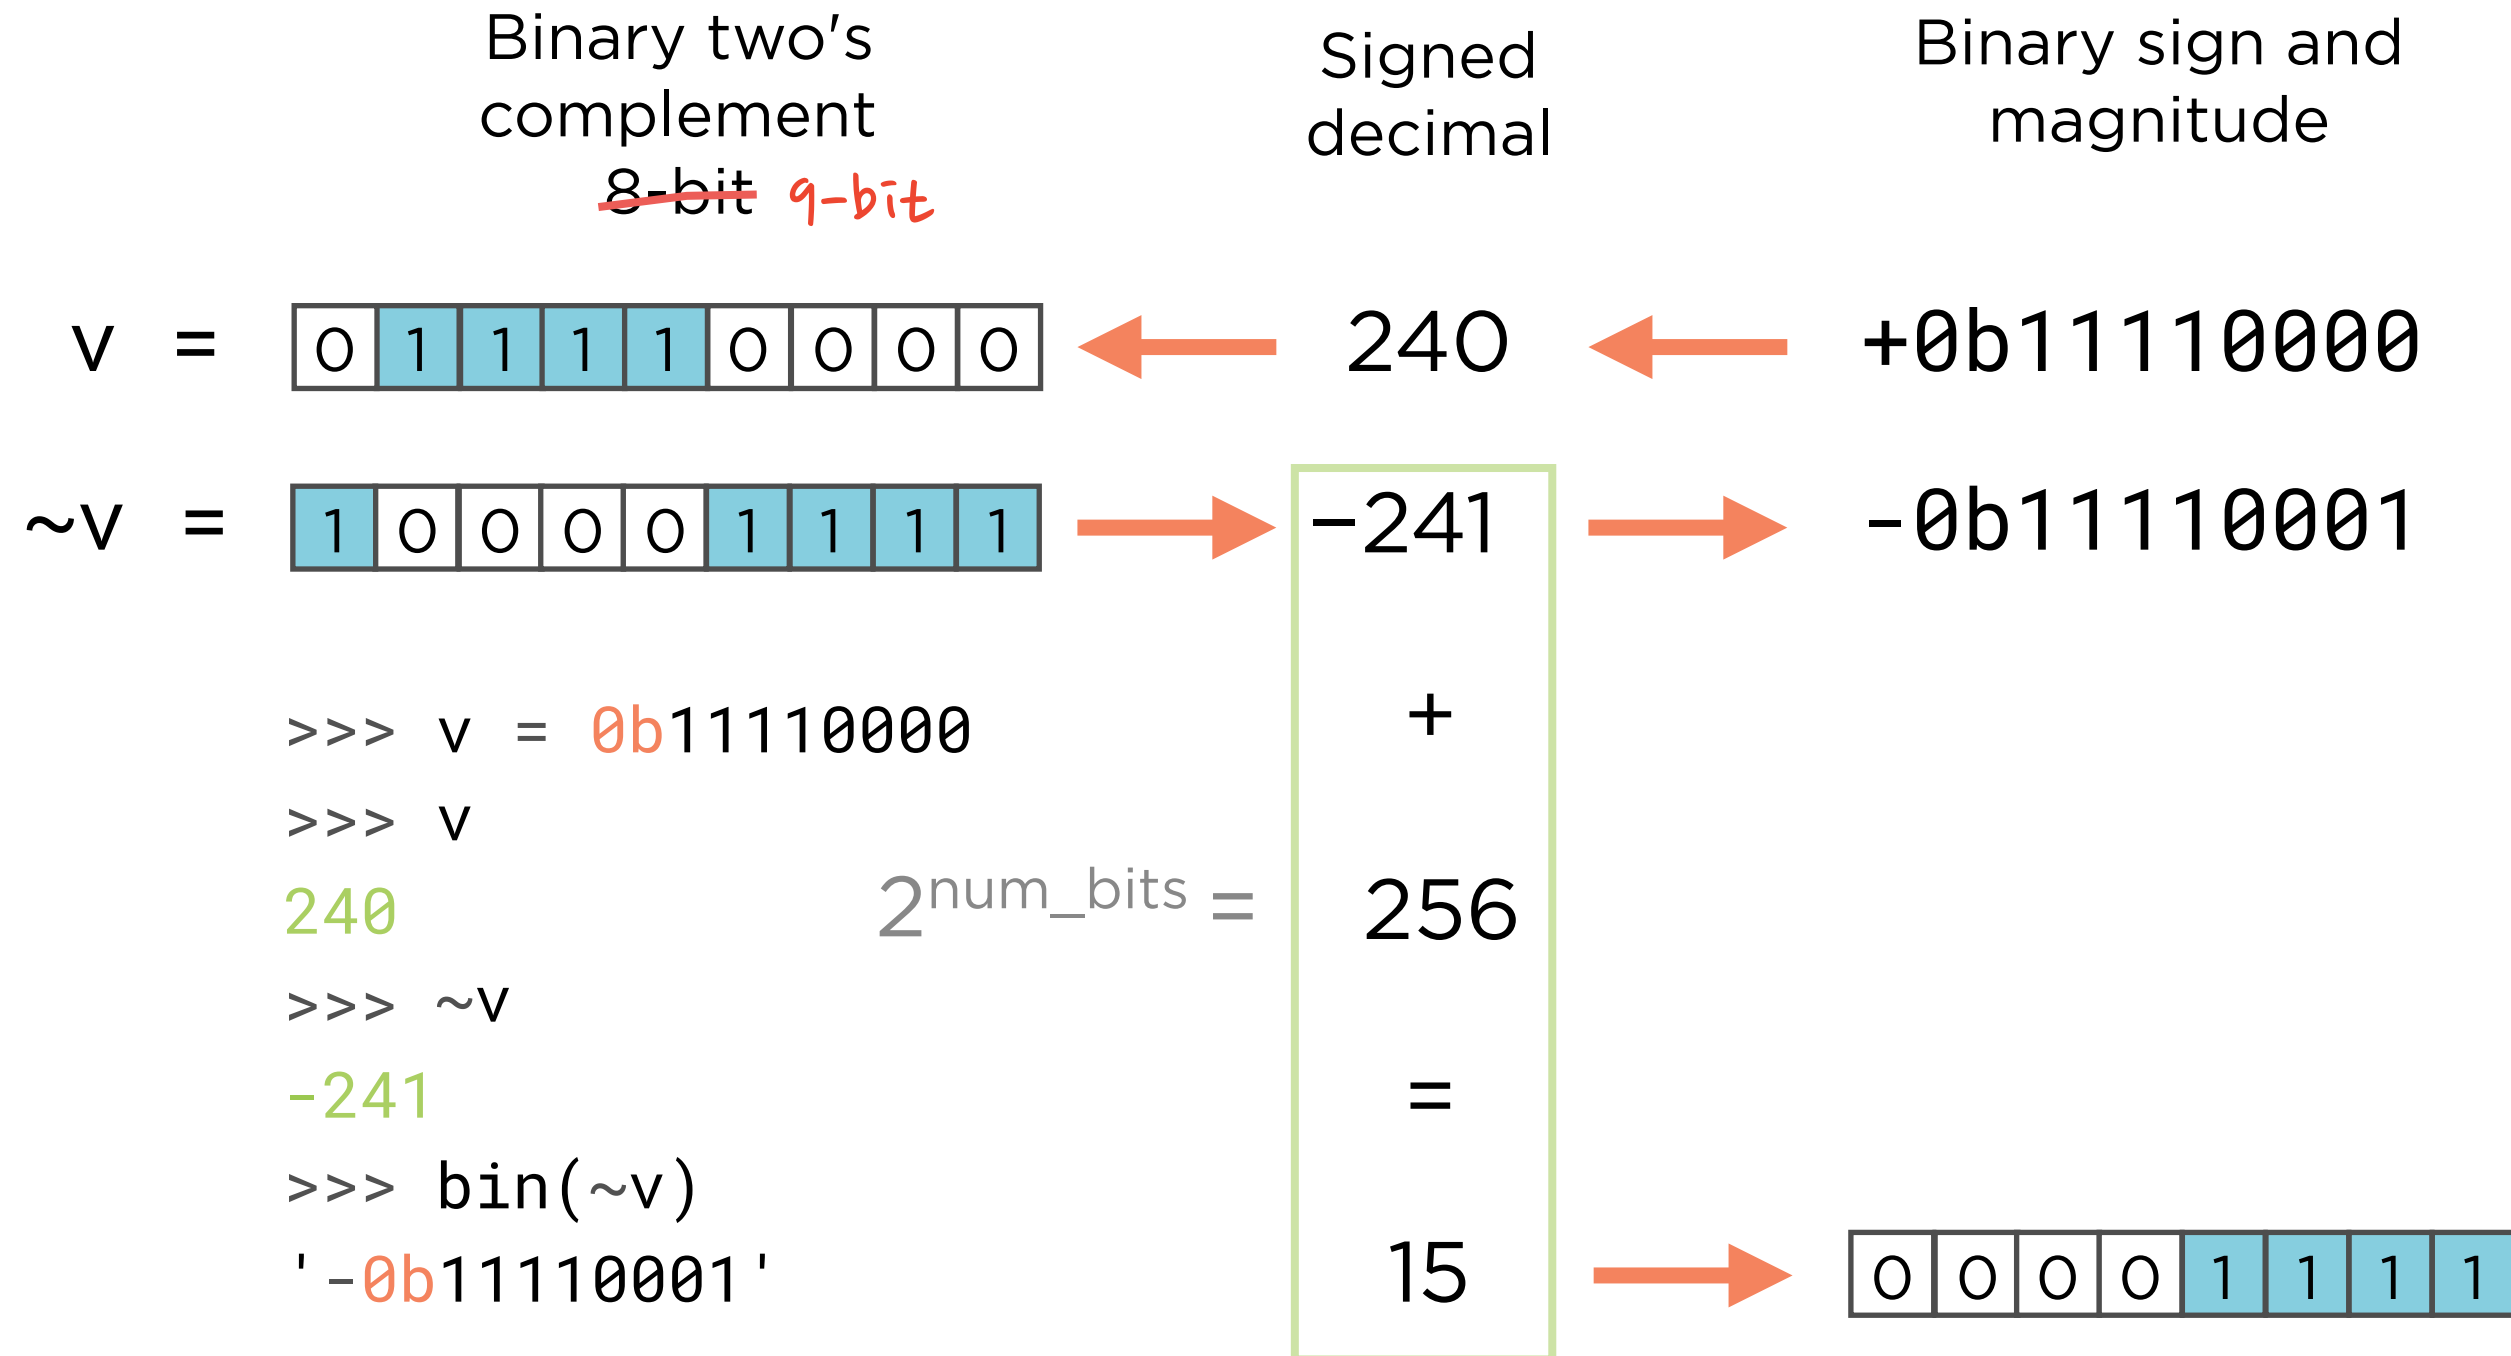 Binary two's
complement
8-bit 9-bit
Signed
decimal
Binary sign and
magnitude
v = 0 1 1 1 1 0 0 0 0 240 +0b11110000
~v = 1 0 0 0 0 1 1 1 1 -241 -0b11110001
>>> v = 0b11110000
+
>>> v
240
2num_bits = 256
>>> ~v
-241
=
>>> bin(~v)
'-0b11110001'
15 0 0 0 0 1 1 1 1